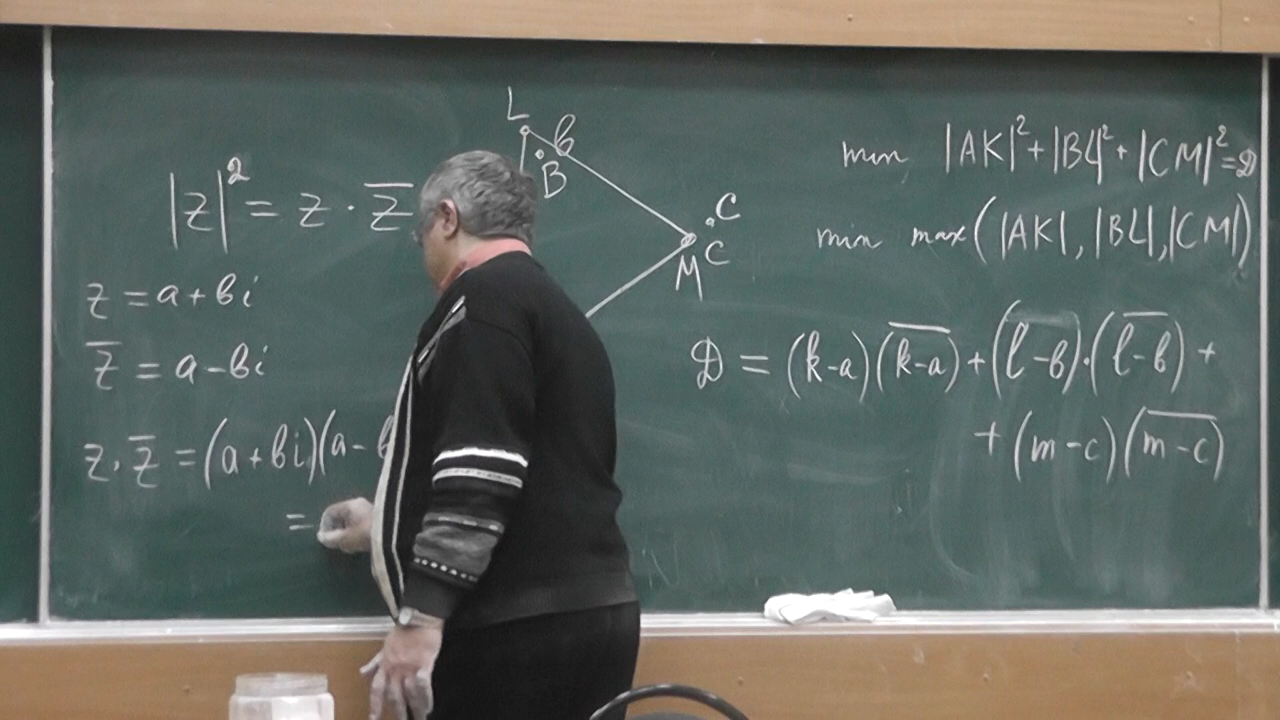 |z|² = z · z̅
z = a + bi
z̅ = a - bi
z · z̅ = (a + bi)(a -
=
L
b
B
C
C
M
min |AK|² + |BL|² + |CM|² = D
min max (|AK|, |BL|, |CM|)
D = (k-a)(k̅-̅a̅) + (l-b)·(l̅-̅b̅) +
+ (m-c)(m̅-̅c̅)